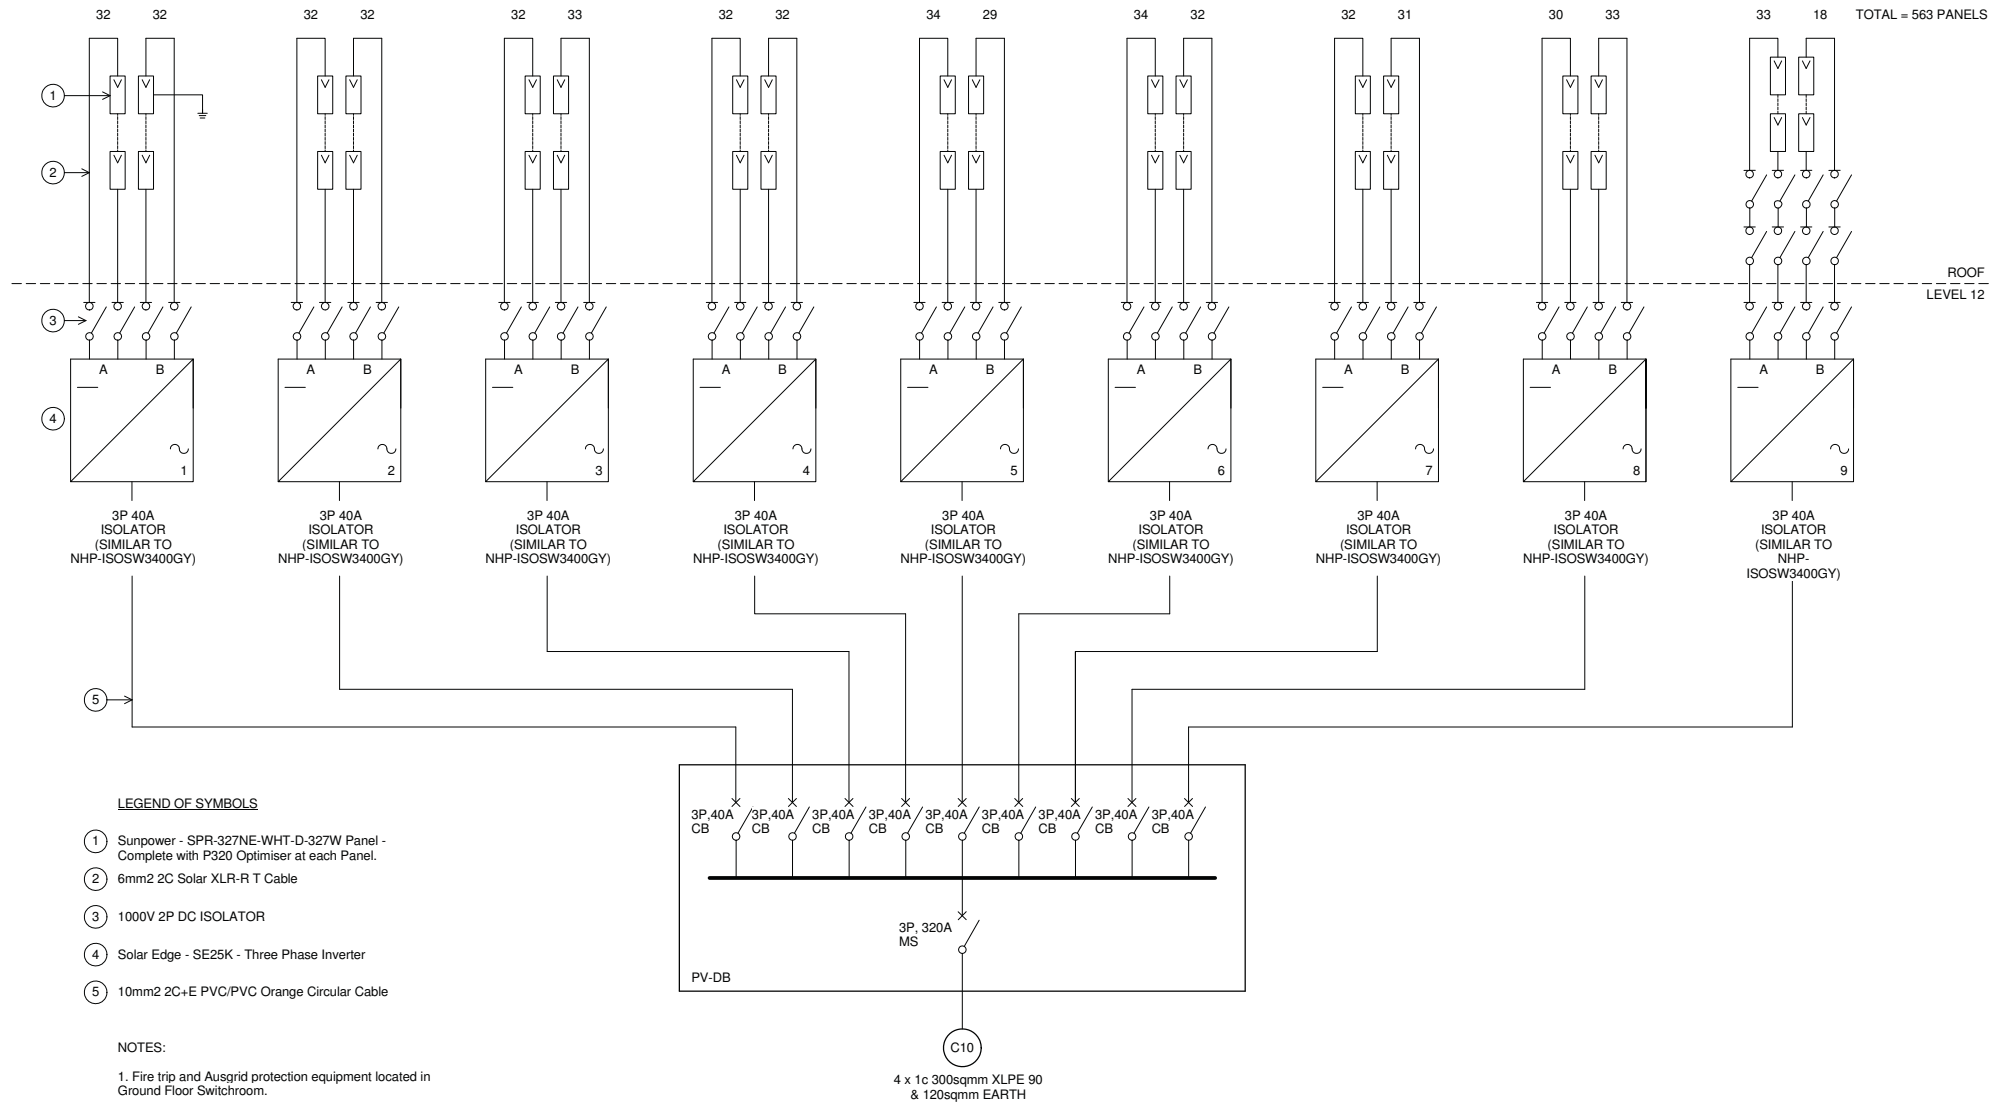 32 32 32 32 32 33 32 32 34 29 34 32 32 31 30 33 33 18 TOTAL = 563 PANELS
1
2
ROOF
LEVEL 12
3
A B A B A B A B A B A B A B A B A B
4
1 2 3 4 5 6 7 8 9
3P 40A
ISOLATOR
(SIMILAR TO
NHP-ISOSW3400GY)
3P 40A
ISOLATOR
(SIMILAR TO
NHP-ISOSW3400GY)
3P 40A
ISOLATOR
(SIMILAR TO
NHP-ISOSW3400GY)
3P 40A
ISOLATOR
(SIMILAR TO
NHP-ISOSW3400GY)
3P 40A
ISOLATOR
(SIMILAR TO
NHP-ISOSW3400GY)
3P 40A
ISOLATOR
(SIMILAR TO
NHP-ISOSW3400GY)
3P 40A
ISOLATOR
(SIMILAR TO
NHP-ISOSW3400GY)
3P 40A
ISOLATOR
(SIMILAR TO
NHP-ISOSW3400GY)
3P 40A
ISOLATOR
(SIMILAR TO
NHP-
ISOSW3400GY)
5
3P,40A
CB
3P,40A
CB
3P,40A
CB
3P,40A
CB
3P,40A
CB
3P,40A
CB
3P,40A
CB
3P,40A
CB
3P,40A
CB
3P, 320A
MS
PV-DB
C10
4 x 1c 300sqmm XLPE 90
& 120sqmm EARTH
LEGEND OF SYMBOLS
1 Sunpower - SPR-327NE-WHT-D-327W Panel -
Complete with P320 Optimiser at each Panel.
2 6mm2 2C Solar XLR-R T Cable
3 1000V 2P DC ISOLATOR
4 Solar Edge - SE25K - Three Phase Inverter
5 10mm2 2C+E PVC/PVC Orange Circular Cable
NOTES:
1. Fire trip and Ausgrid protection equipment located in
Ground Floor Switchroom.